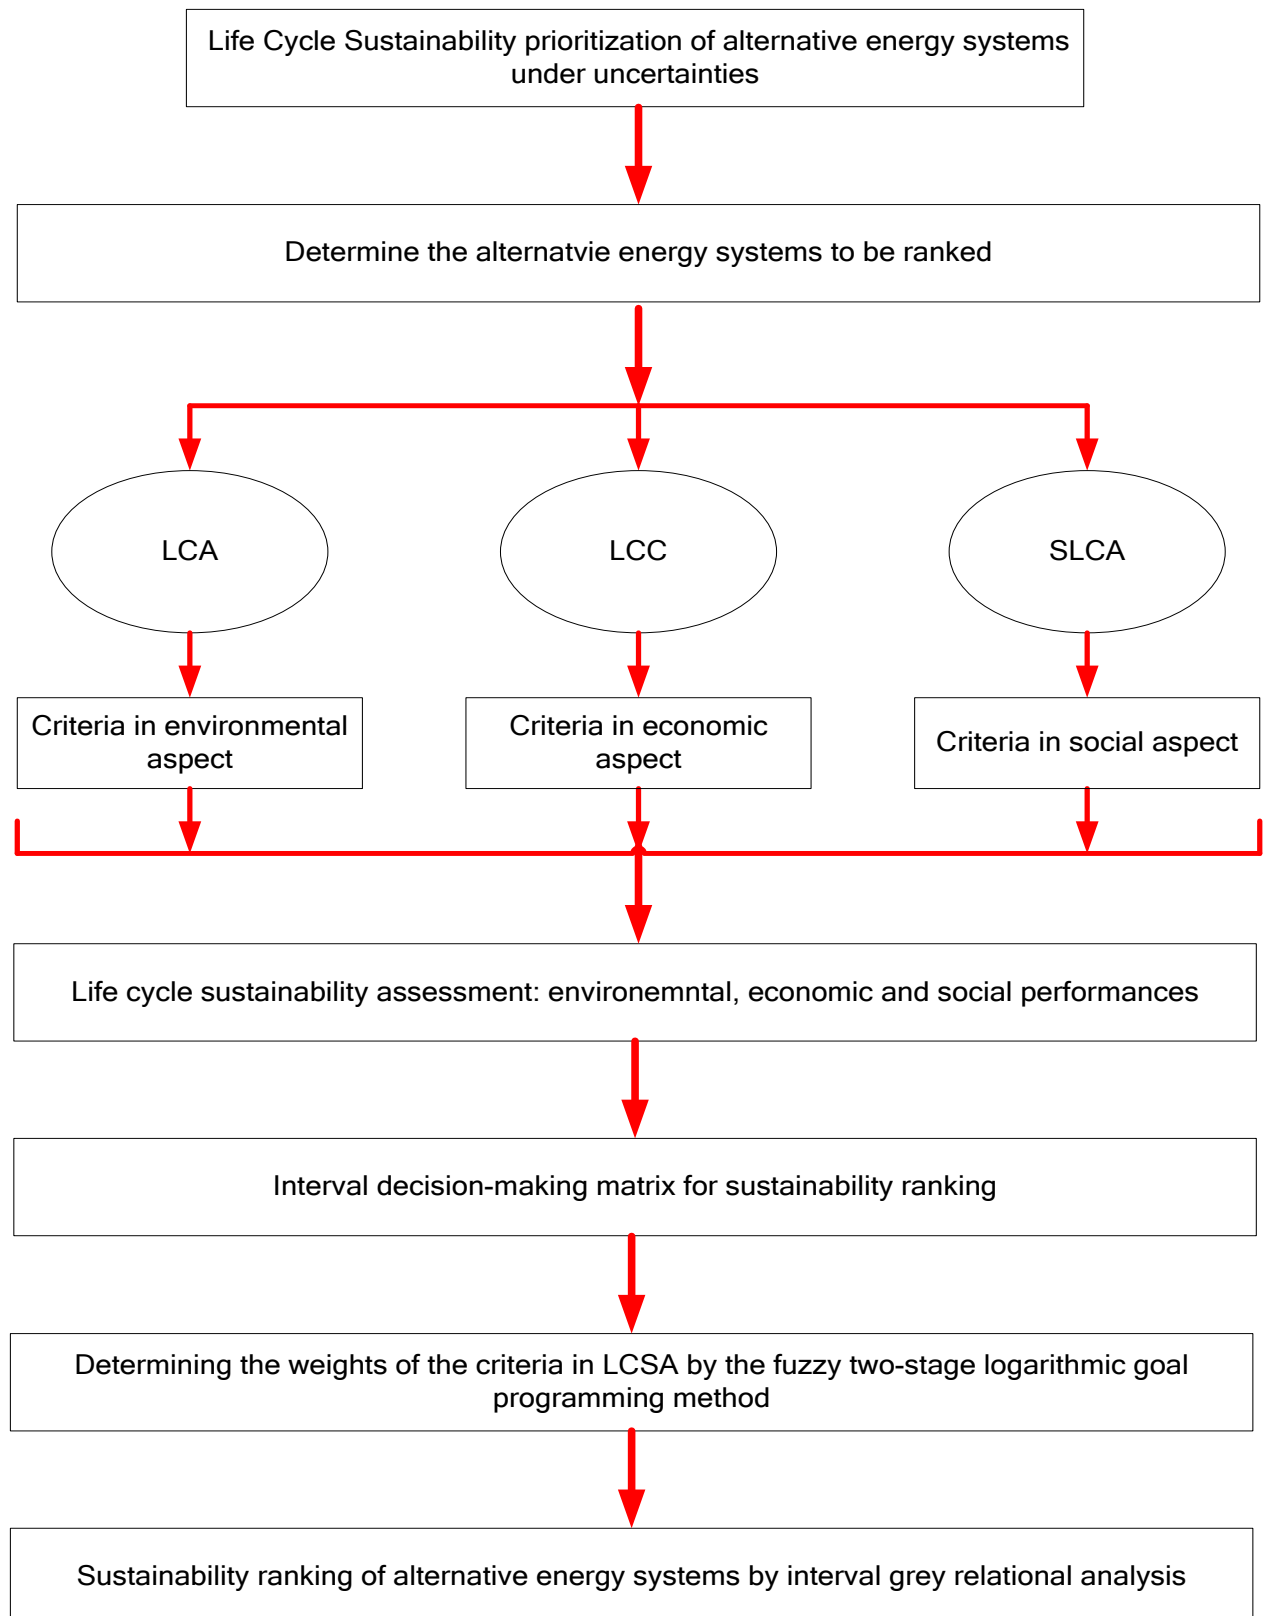 Life Cycle Sustainability prioritization of alternative energy systems
under uncertainties
Determine the alternatvie energy systems to be ranked
LCA
LCC
SLCA
Criteria in environmental
aspect
Criteria in economic
aspect
Criteria in social aspect
Life cycle sustainability assessment: environemntal, economic and social performances
Interval decision-making matrix for sustainability ranking
Determining the weights of the criteria in LCSA by the fuzzy two-stage logarithmic goal
programming method
Sustainability ranking of alternative energy systems by interval grey relational analysis